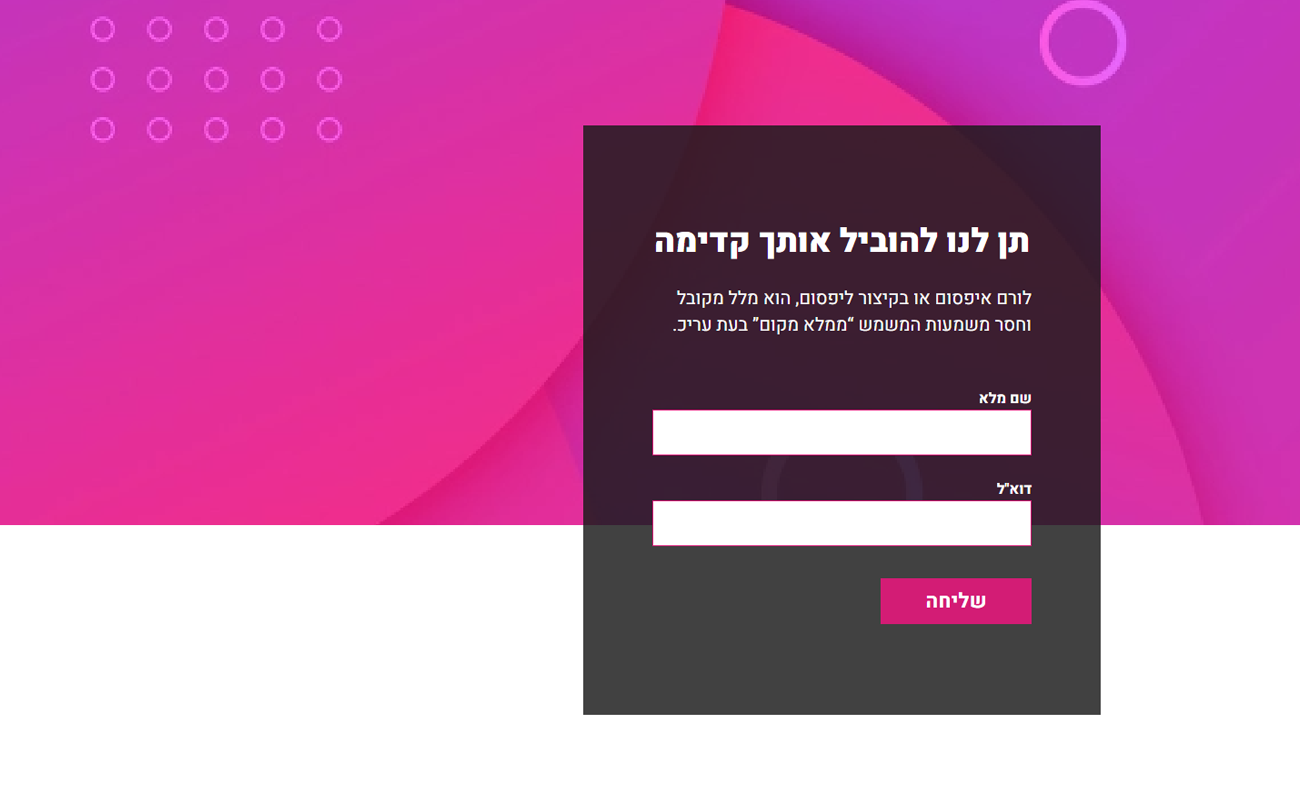 תן לנו להוביל אותך קדימה
לורם איפסום או בקיצור ליפסום, הוא מלל מקובל
וחסר משמעות המשמש “ממלא מקום” בעת עריכ.
שם מלא
דוא"ל
שליחה